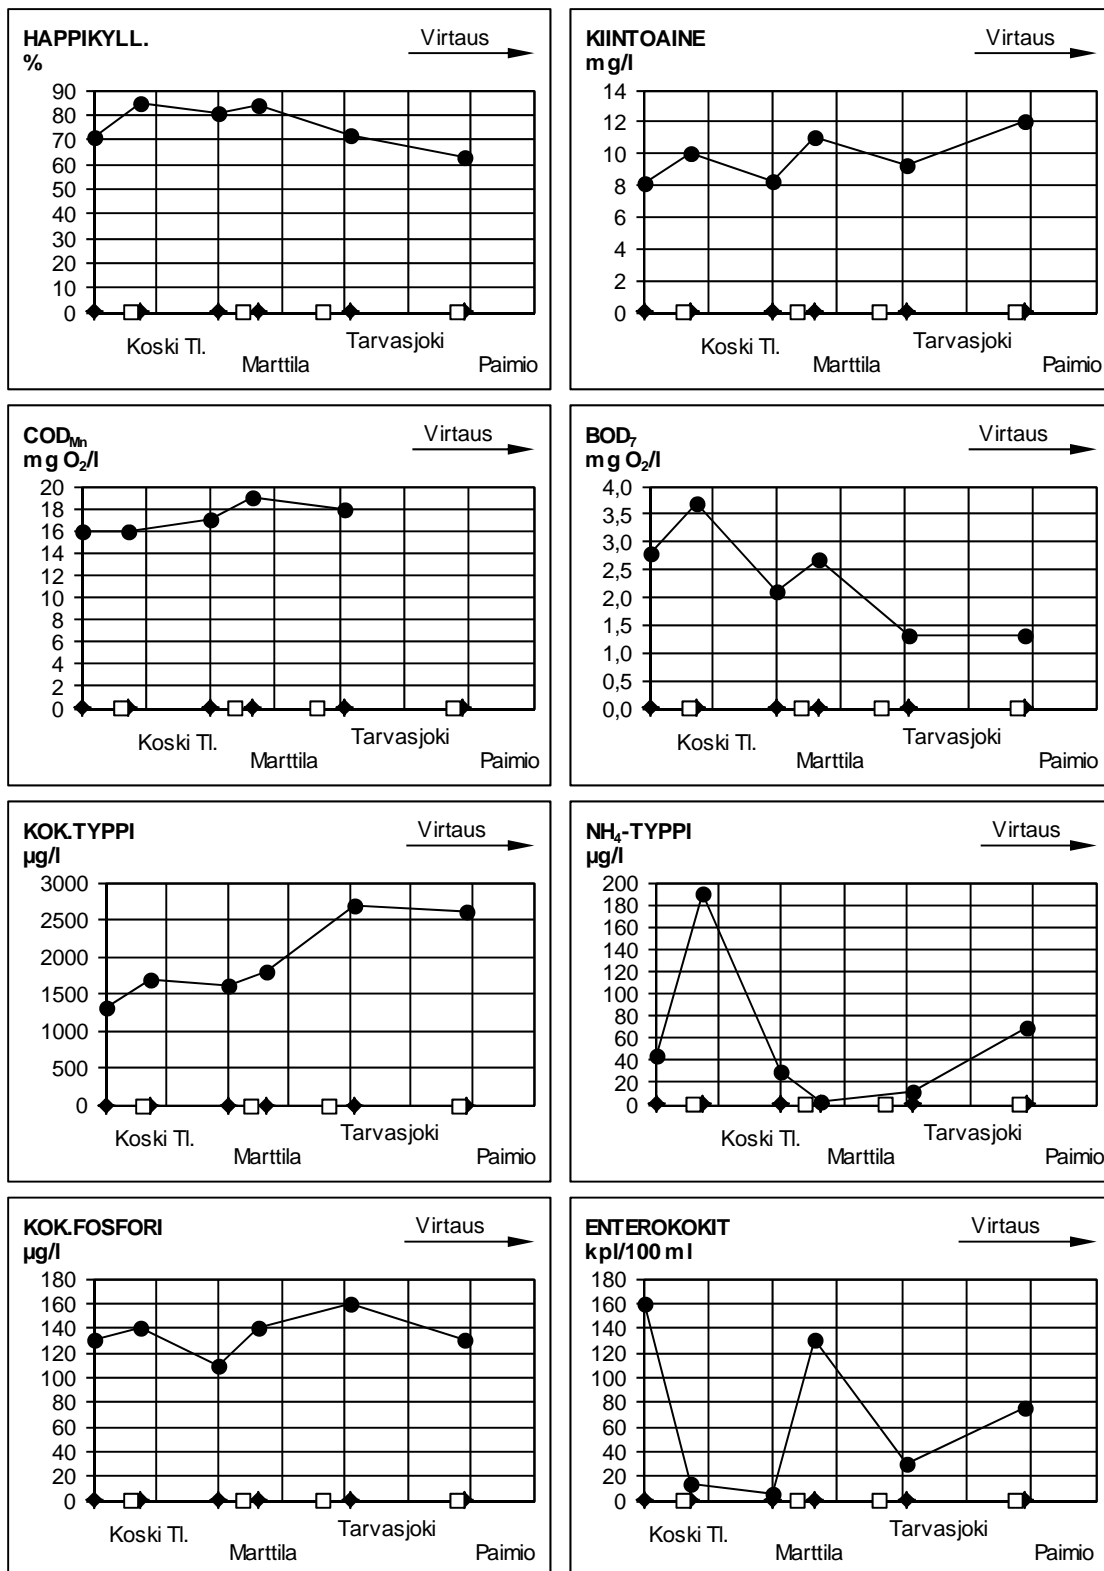 HAPPIKYLL.
%
Virtaus
90
80
70
60
50
40
30
20
10
0
Koski Tl.
Marttila
Tarvasjoki
Paimio
KIINTOAINE
mg/l
Virtaus
14
12
10
8
6
4
2
0
Koski Tl.
Marttila
Tarvasjoki
Paimio
COD Mn
mg O₂/l
Virtaus
20
18
16
14
12
10
8
6
4
2
0
Koski Tl.
Marttila
Tarvasjoki
Paimio
BOD₇
mg O₂/l
Virtaus
4,0
3,5
3,0
2,5
2,0
1,5
1,0
0,5
0,0
Koski Tl.
Marttila
Tarvasjoki
Paimio
KOK.TYPPI
µg/l
Virtaus
3000
2500
2000
1500
1000
500
0
Koski Tl.
Marttila
Tarvasjoki
Paimio
NH₄-TYPPI
µg/l
Virtaus
200
180
160
140
120
100
80
60
40
20
0
Koski Tl.
Marttila
Tarvasjoki
Paimio
KOK.FOSFORI
µg/l
Virtaus
180
160
140
120
100
80
60
40
20
0
Koski Tl.
Marttila
Tarvasjoki
Paimio
ENTEROKOKIT
kpl/100 ml
Virtaus
180
160
140
120
100
80
60
40
20
0
Koski Tl.
Marttila
Tarvasjoki
Paimio